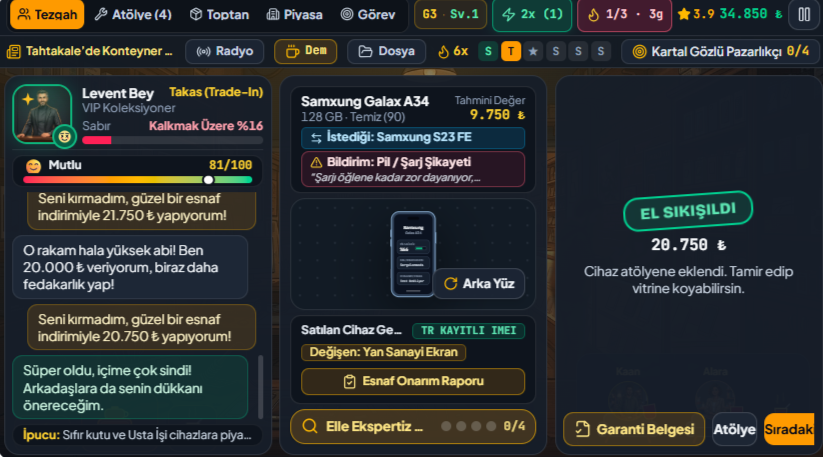 Tezgah
Atölye (4)
Toptan
Piyasa
Görev
G3 · Sv.1
2x (1)
1/3 · 3g
3.9 34.850 ₺
Tahtakale'de Konteyner ...
Radyo
Dem
Dosya
6x
S T ★ S S S
Kartal Gözlü Pazarlıkçı 0/4
Levent Bey
Takas (Trade-In)
VIP Koleksiyoner
Sabır
Kalkmak Üzere %16
Mutlu
81/100
Seni kırmadım, güzel bir esnaf
indirimiyle 21.750 ₺ yapıyorum!
O rakam hala yüksek abi! Ben
20.000 ₺ veriyorum, biraz daha
fedakarlık yap!
Seni kırmadım, güzel bir esnaf
indirimiyle 20.750 ₺ yapıyorum!
Süper oldu, içime çok sindi!
Arkadaşlara da senin dükkanı
önereceğim.
İpucu: Sıfır kutu ve Usta İşi cihazlara piya...
Samxung Galax A34
Tahmini Değer
128 GB · Temiz (90)
9.750 ₺
İstediği: Samxung S23 FE
Bildirim: Pil / Şarj Şikayeti
"Şarjı öğlene kadar zor dayanıyor,...
Arka Yüz
Satılan Cihaz Ge...
TR KAYITLI IMEI
Değişen: Yan Sanayi Ekran
Esnaf Onarım Raporu
Elle Ekspertiz ...
0/4
EL SIKIŞILDI
20.750 ₺
Cihaz atölyene eklendi. Tamir edip
vitrine koyabilirsin.
Garanti Belgesi
Atölye
Sıradak